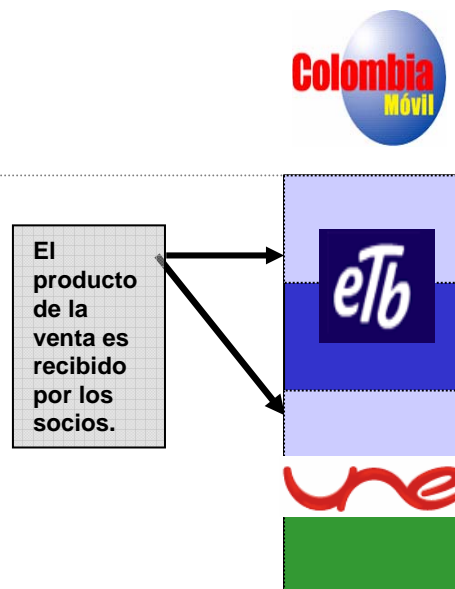 Colombia
Móvil
El
producto
de la
venta es
recibido
por los
socios.
eTb
une